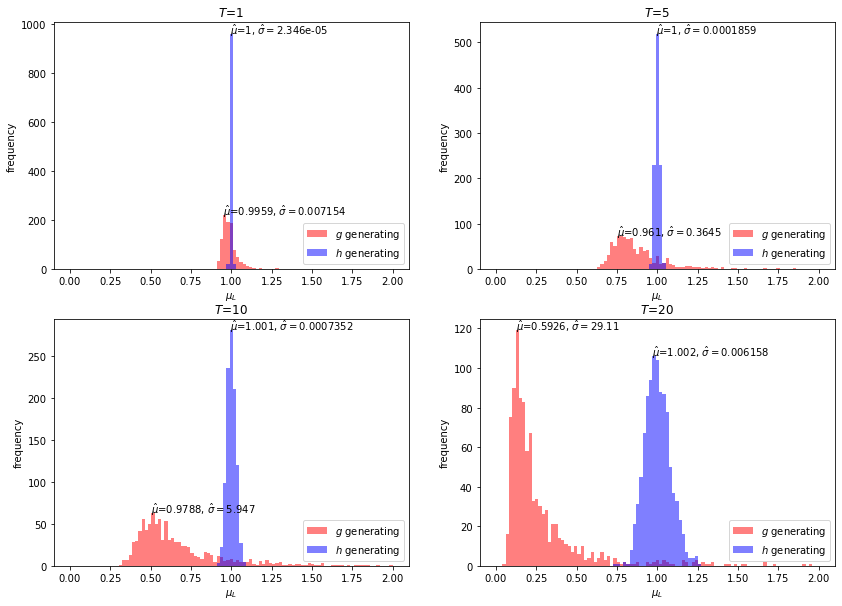 T=1
μ̂=1, σ̂ = 2.346e-05
μ̂=0.9959, σ̂ = 0.007154
frequency
1000
800
600
400
200
0
g generating
h generating
0.00 0.25 0.50 0.75 1.00 1.25 1.50 1.75 2.00
μ_L
T=5
μ̂=1, σ̂ = 0.0001859
μ̂=0.961, σ̂ = 0.3645
frequency
500
400
300
200
100
0
g generating
h generating
0.00 0.25 0.50 0.75 1.00 1.25 1.50 1.75 2.00
μ_L
T=10
μ̂=1.001, σ̂ = 0.0007352
μ̂=0.9788, σ̂ = 5.947
frequency
250
200
150
100
50
0
g generating
h generating
0.00 0.25 0.50 0.75 1.00 1.25 1.50 1.75 2.00
μ_L
T=20
μ̂=0.5926, σ̂ = 29.11
μ̂=1.002, σ̂ = 0.006158
frequency
120
100
80
60
40
20
0
g generating
h generating
0.00 0.25 0.50 0.75 1.00 1.25 1.50 1.75 2.00
μ_L